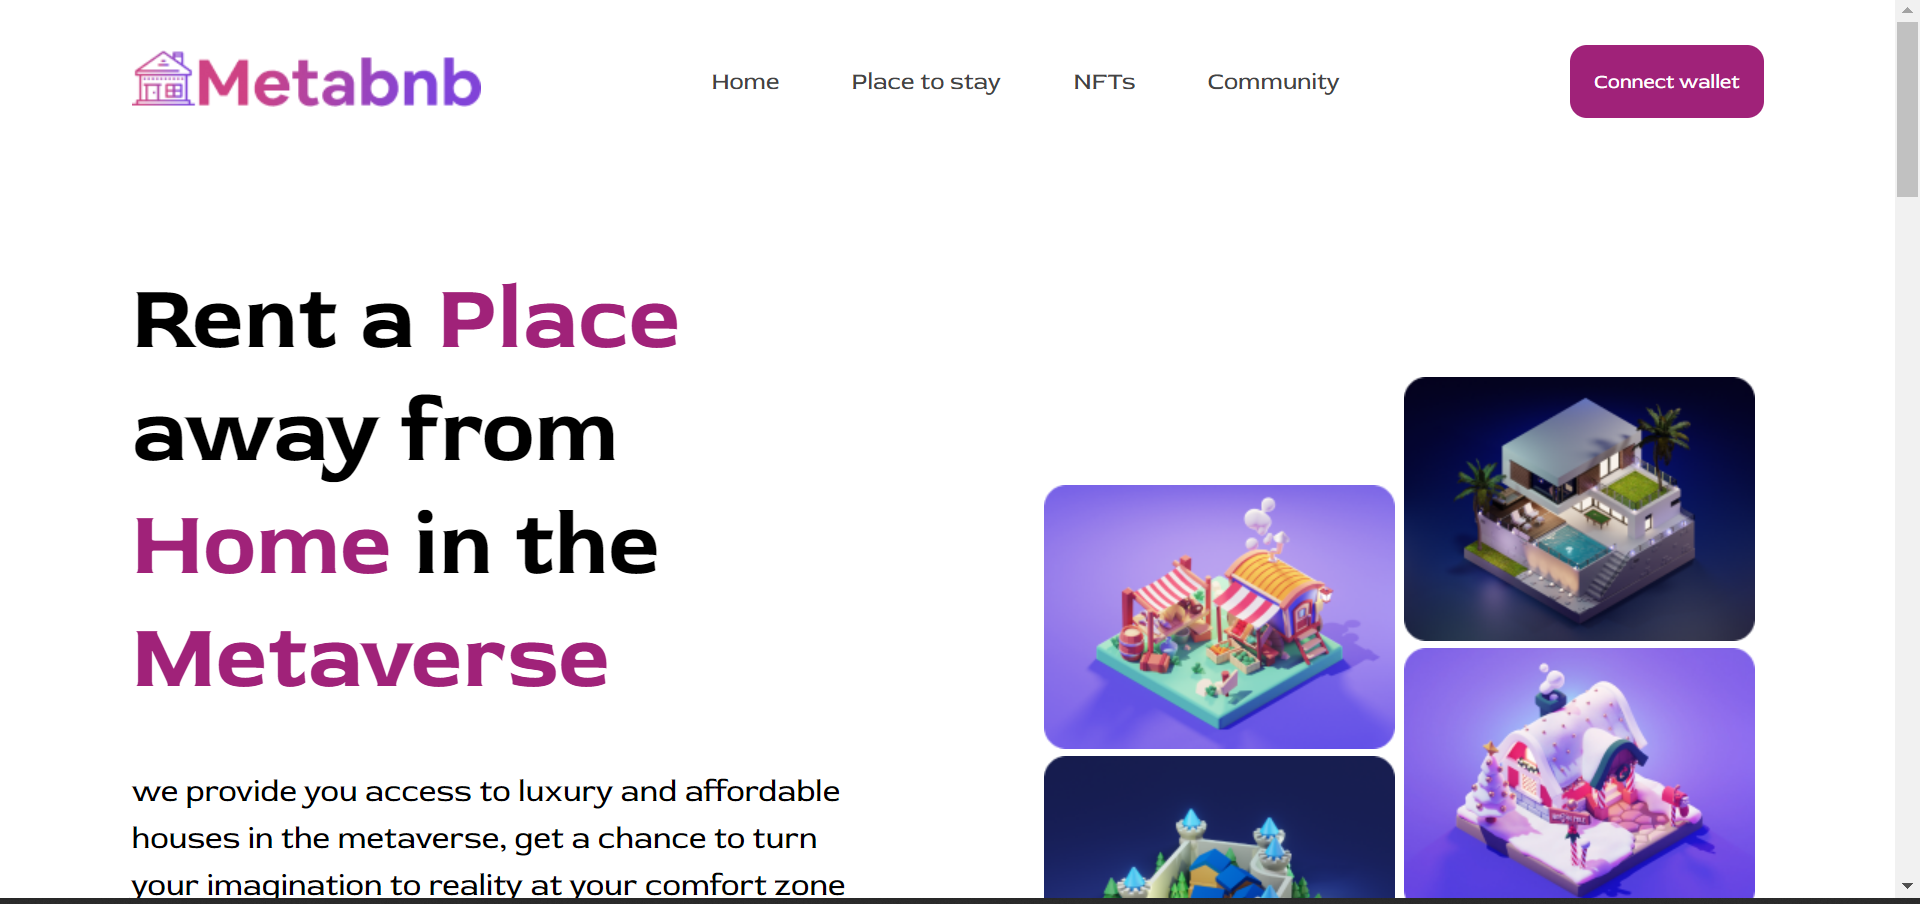 Metabnb
Home
Place to stay
NFTs
Community
Connect wallet
Rent a Place
away from
Home in the
Metaverse
we provide you access to luxury and affordable
houses in the metaverse, get a chance to turn
your imagination to reality at your comfort zone